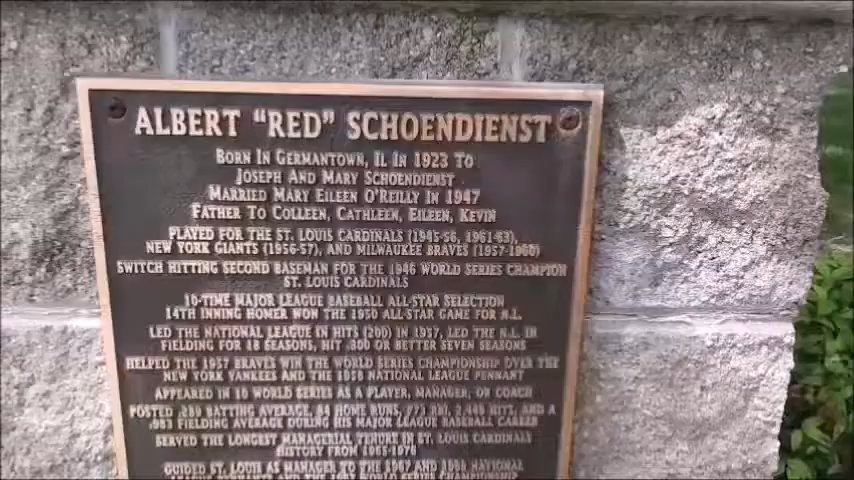 ALBERT "RED" SCHOENDIENST
BORN IN GERMANTOWN, IL IN 1923 TO
JOSEPH AND MARY SCHOENDIENST
MARRIED MARY EILEEN O'REILLY IN 1947
FATHER TO COLLEEN, CATHLEEN, EILEEN, KEVIN
PLAYED FOR THE ST. LOUIS CARDINALS (1945-56, 1961-63),
NEW YORK GIANTS (1956-57), AND MILWAUKEE BRAVES (1957-1960)
SWITCH HITTING SECOND BASEMAN FOR THE 1946 WORLD SERIES CHAMPION
ST. LOUIS CARDINALS
10-TIME MAJOR LEAGUE BASEBALL ALL-STAR SELECTION
14TH INNING HOMER WON THE 1950 ALL-STAR GAME FOR N.L.
LED THE NATIONAL LEAGUE IN HITS (200) IN 1957, LED THE N.L. IN
FIELDING FOR 18 SEASONS, HIT .300 OR BETTER SEVEN SEASONS
HELPED THE 1957 BRAVES WIN THE WORLD SERIES CHAMPIONSHIP OVER THE
NEW YORK YANKEES AND THE 1958 NATIONAL LEAGUE PENNANT
APPEARED IN 10 WORLD SERIES AS A PLAYER, MANAGER, OR COACH
POSTED .289 BATTING AVERAGE, 84 HOME RUNS, 773 RBI, 2,449 HITS, AND A
.983 FIELDING AVERAGE DURING HIS MAJOR LEAGUE BASEBALL CAREER
SERVED THE LONGEST MANAGERIAL TENURE IN ST. LOUIS CARDINALS
HISTORY FROM 1965-1976
GUIDED ST. LOUIS AS MANAGER TO THE 1967 AND 1968 NATIONAL
LEAGUE PENNANTS AND THE 1967 WORLD SERIES CHAMPIONSHIP